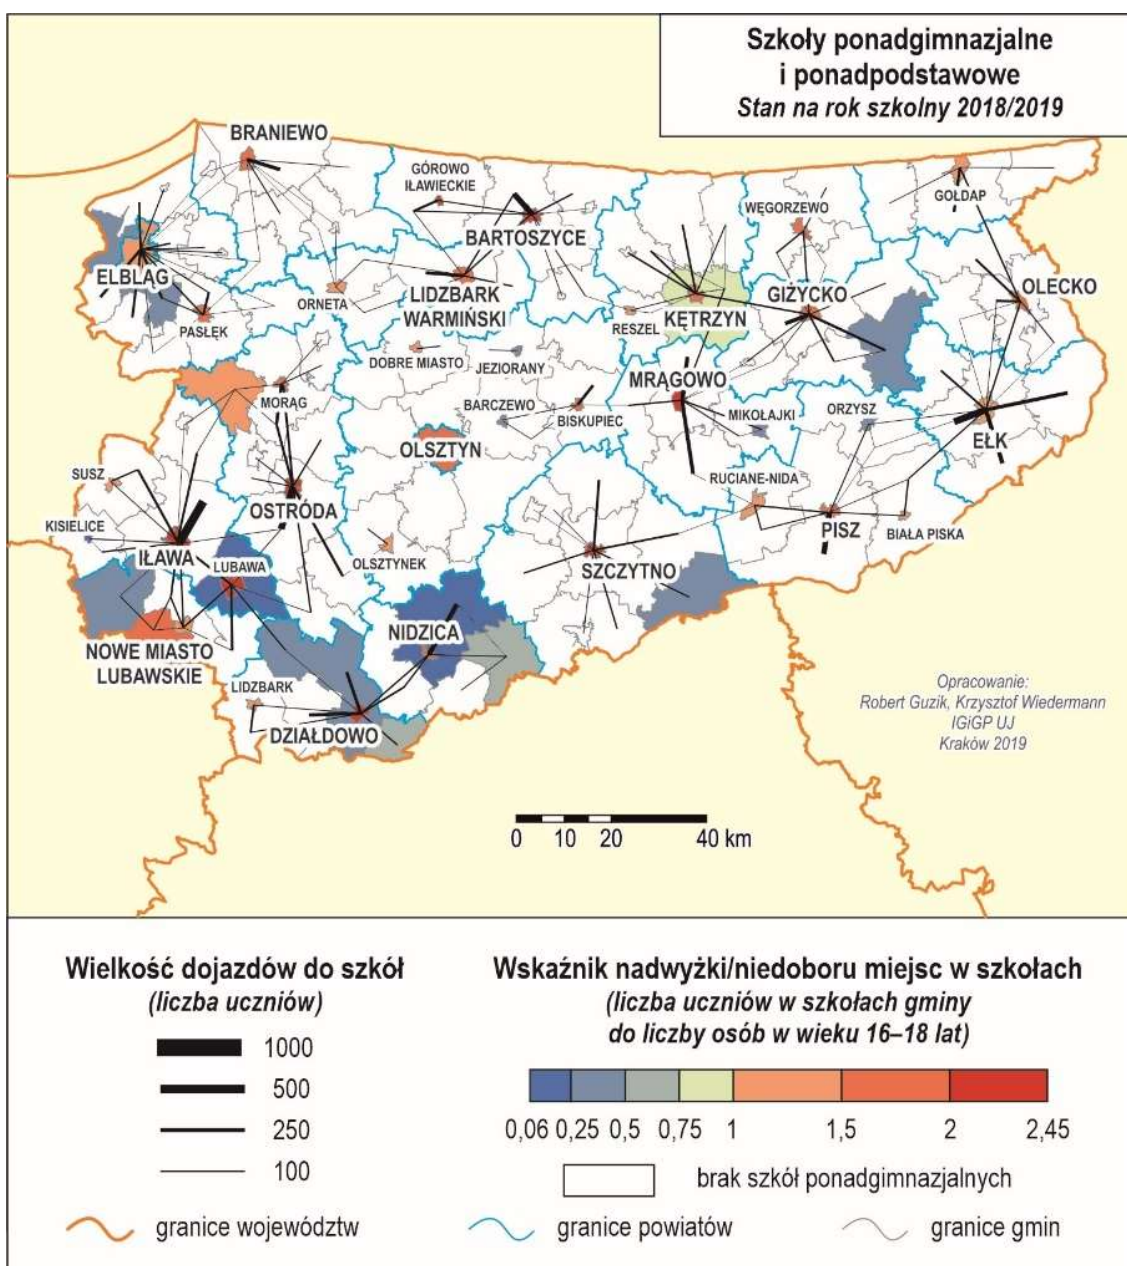 Szkoły ponadgimnazjalne
i ponadpodstawowe
Stan na rok szkolny 2018/2019
BRANIEWO
GÓROWO
IŁAWIECKIE
GOŁDAP
WĘGORZEWO
BARTOSZYCE
ELBLĄG
OLECKO
GIŻYCKO
LIDZBARK
WARMIŃSKI
ORNETA
PASŁĘK
RESZEL
KĘTRZYN
DOBRE MIASTO
JEZIORANY
MRĄGOWO
MORĄG
BARCZEWO
BISKUPIEC
MIKOŁAJKI
ORZYSZ
EŁK
OLSZTYN
SUSZ
RUCIANE-NIDA
OSTRÓDA
KISIELICE
PISZ
BIAŁA PISKA
IŁAWA
LUBAWA
OLSZTYNEK
SZCZYTNO
NIDZICA
NOWE MIASTO
LUBAWSKIE
LIDZBARK
DZIAŁDOWO
Opracowanie:
Robert Guzik, Krzysztof Wiedermann
IGiGP UJ
Kraków 2019
0 10 20 40 km
Wielkość dojazdów do szkół
(liczba uczniów)
1000
500
250
100
Wskaźnik nadwyżki/niedoboru miejsc w szkołach
(liczba uczniów w szkołach gminy
do liczby osób w wieku 16–18 lat)
0,06 0,25 0,5 0,75 1 1,5 2 2,45
brak szkół ponadgimnazjalnych
granice województw
granice powiatów
granice gmin